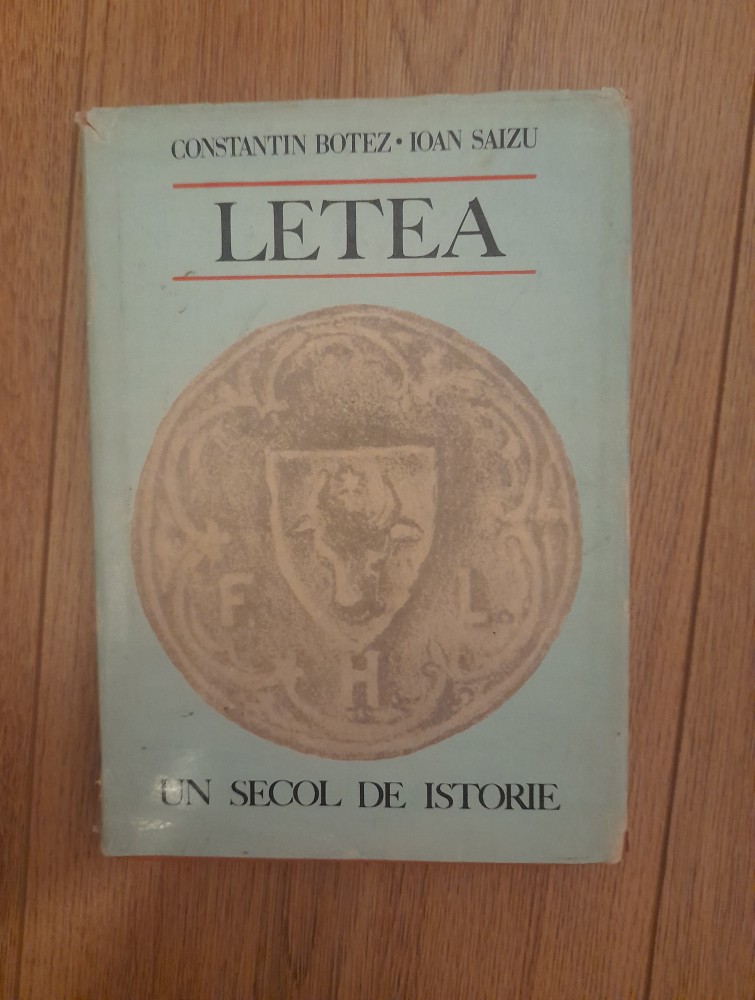 CONSTANTIN BOTEZ • IOAN SAIZU
LETEA
F. L.
H
UN SECOL DE ISTORIE